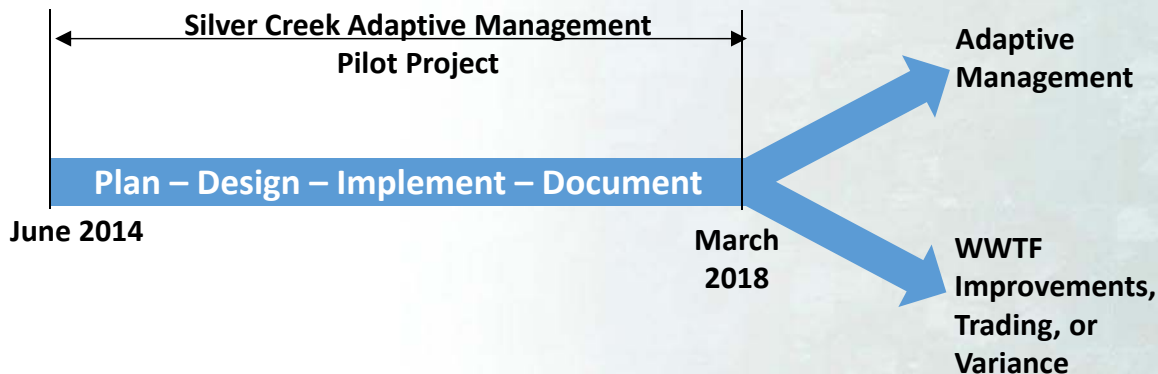 Silver Creek Adaptive Management
Pilot Project
Adaptive
Management
Plan – Design – Implement – Document
June 2014
March
2018
WWTF
Improvements,
Trading, or
Variance